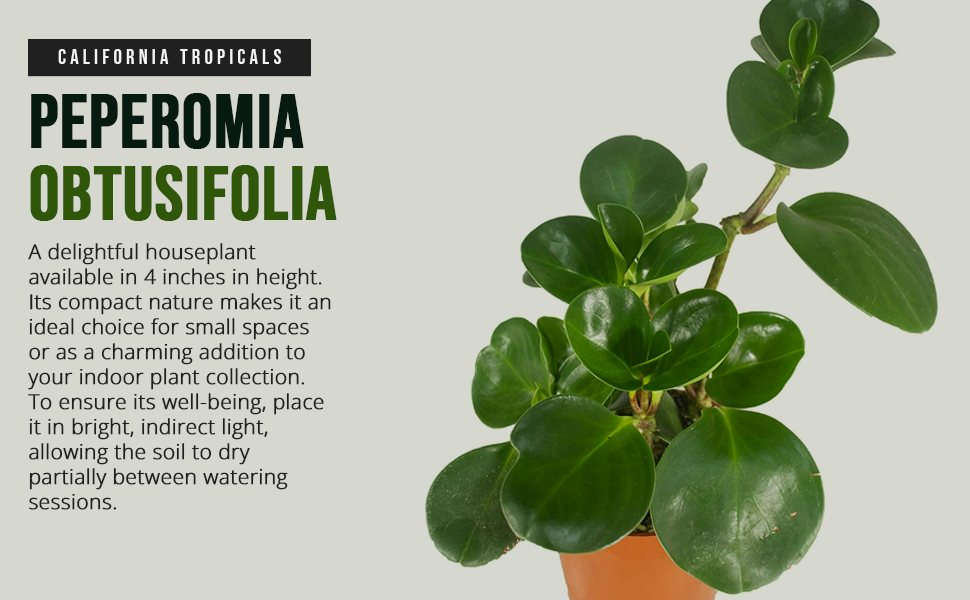 CALIFORNIA TROPICALS
PEPEROMIA
OBTUSIFOLIA
A delightful houseplant
available in 4 inches in height.
Its compact nature makes it an
ideal choice for small spaces
or as a charming addition to
your indoor plant collection.
To ensure its well-being, place
it in bright, indirect light,
allowing the soil to dry
partially between watering
sessions.